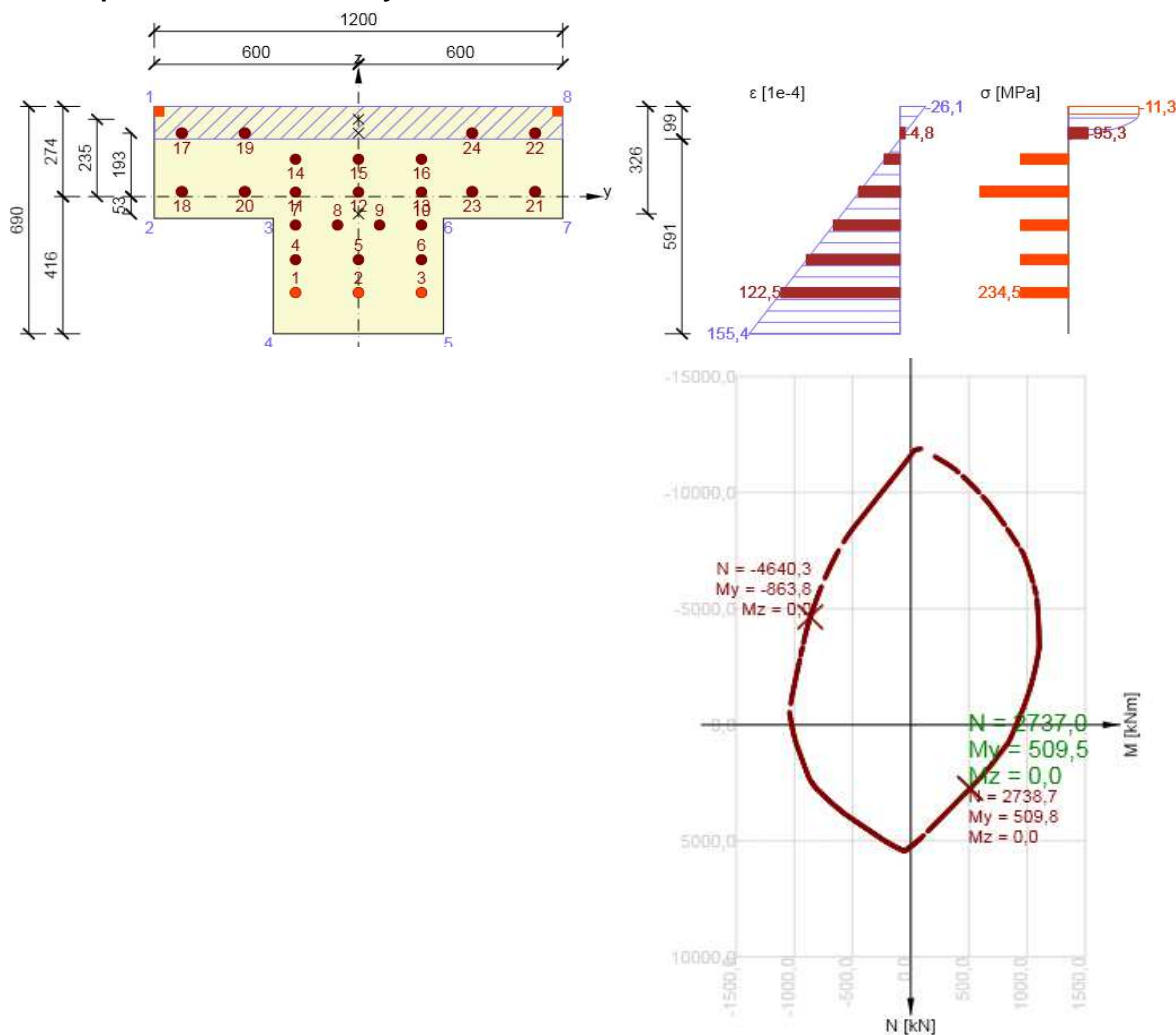 1200
600 600
z
1 8
17 19 24 22
14 15 16
18 20 11 12 13 23 21
y
7 8 9 10
2 3 6 7
4 5 6
1 2 3
4 5
690
274
416
235
193
53
ε [1e-4]
-26,1
-4,8
122,5
155,4
99
326
591
σ [MPa]
-11,3
-95,3
234,5
-15000,0
-10000,0
-5000,0
0,0
5000,0
10000,0
-1500,0
-1000,0
-500,0
0,0
500,0
1000,0
1500,0
N = -4640,3
My = -863,8
Mz = 0,0
N = 2737,0
My = 509,5
Mz = 0,0
N = 2738,7
My = 509,8
Mz = 0,0
M [kNm]
N [kN]